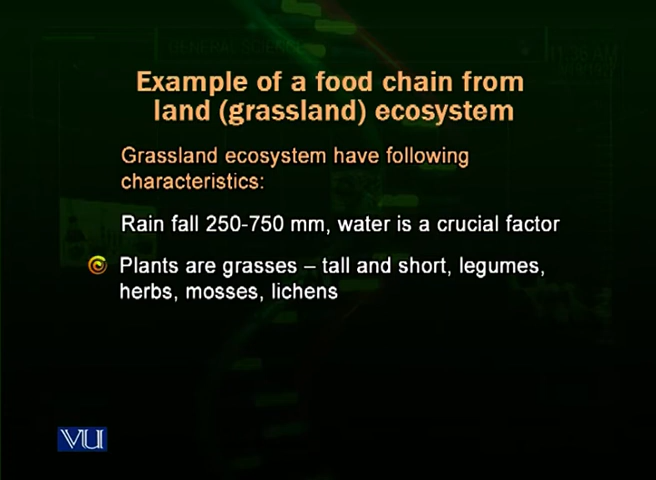 Example of a food chain from
land (grassland) ecosystem
Grassland ecosystem have following
characteristics:
Rain fall 250-750 mm, water is a crucial factor
Plants are grasses – tall and short, legumes,
herbs, mosses, lichens
VU